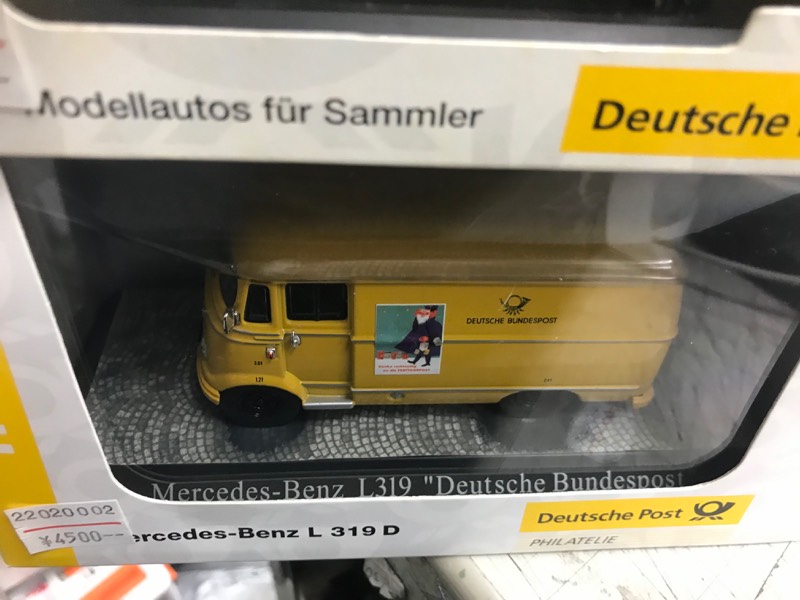 Modellautos für Sammler
Deutsche
DEUTSCHE BUNDESPOST
Mercedes-Benz L319 "Deutsche Bundespost
22020002
¥4500--
ercedes-Benz L 319 D
Deutsche Post
PHILATELIE